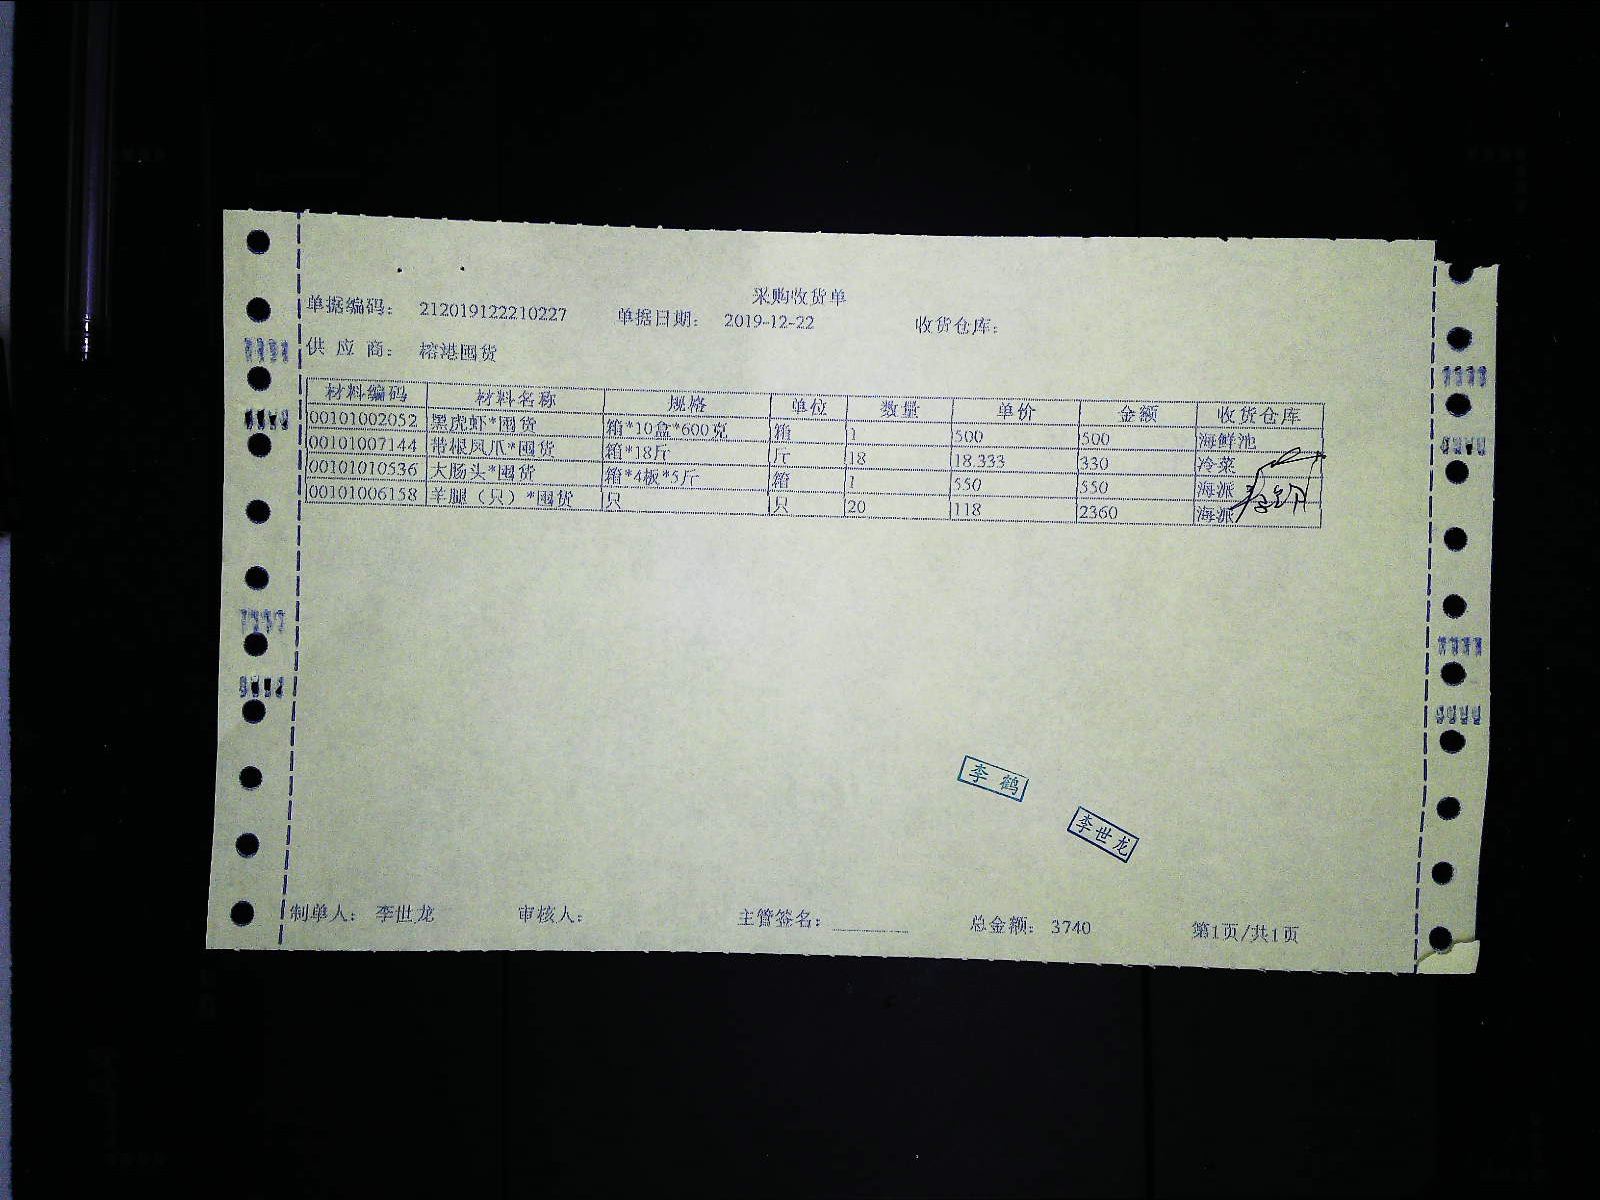 采购收货单
单据编码： 212019122210227 单据日期： 2019-12-22 收货仓库：
供 应 商： 榕港囤货
材料编码 材料名称 规格 单位 数量 单价 金额 收货仓库
00101002052 黑虎虾*囤货 箱*10盒*600克 箱 1 500 500 海鲜池
00101007144 带根凤爪*囤货 箱*18斤 斤 18 18.333 330 冷菜
00101010536 大肠头*囤货 箱*4板*5斤 箱 1 550 550 海派
00101006158 羊腿（只）*囤货 只 只 20 118 2360 海派
李鹤
李世龙
制单人： 李世龙 审核人： 主管签名： 总金额： 3740 第1页/共1页